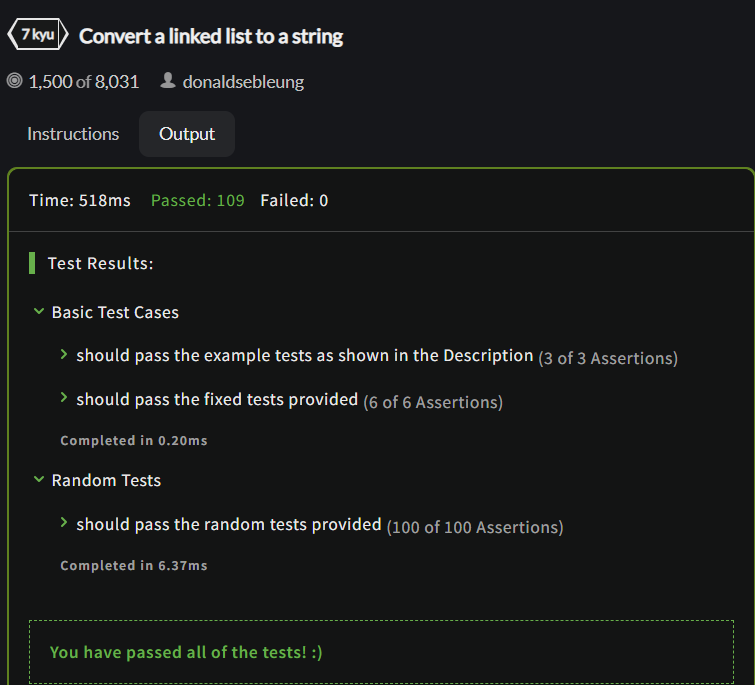 7 kyu Convert a linked list to a string
1,500 of 8,031 donaldsebleung
Instructions Output
Time: 518ms Passed: 109 Failed: 0
Test Results:
Basic Test Cases
should pass the example tests as shown in the Description (3 of 3 Assertions)
should pass the fixed tests provided (6 of 6 Assertions)
Completed in 0.20ms
Random Tests
should pass the random tests provided (100 of 100 Assertions)
Completed in 6.37ms
You have passed all of the tests! :)